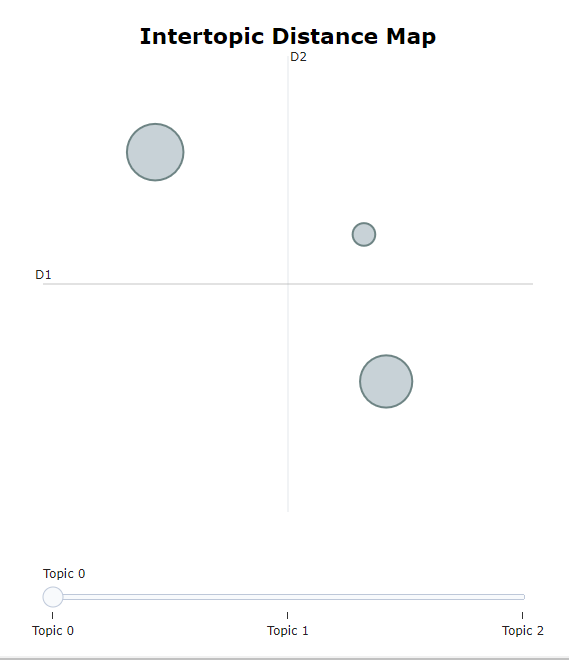 Intertopic Distance Map
D2
D1
Topic 0
Topic 0 Topic 1 Topic 2